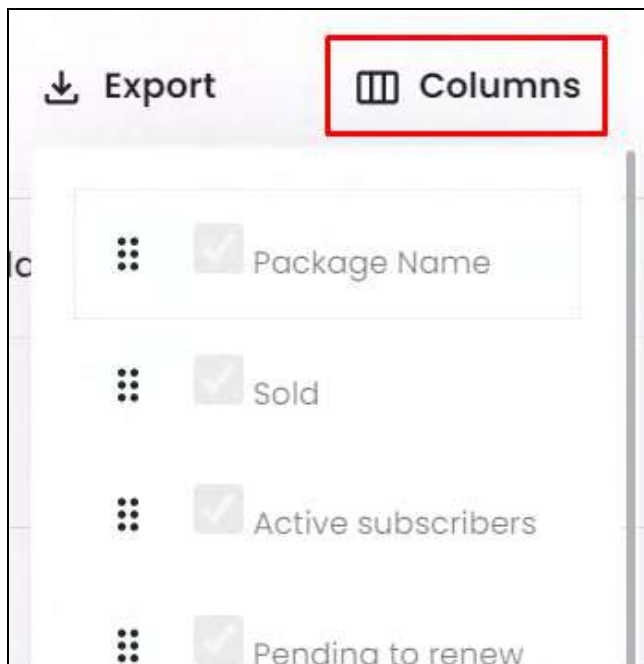 Export
Columns
Package Name
Sold
Active subscribers
Pending to renew